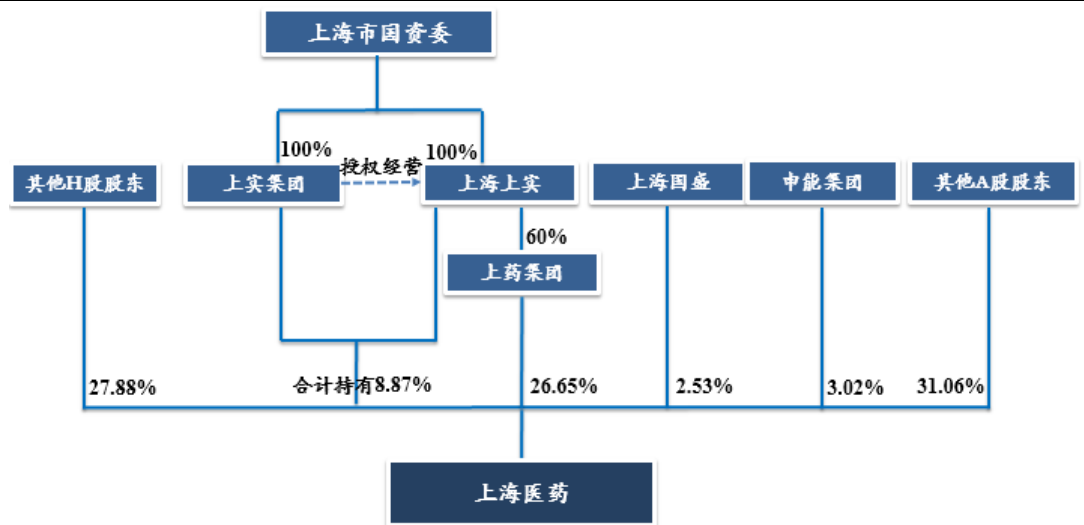 上海市国资委
100%
授权经营
100%
其他H股股东
上实集团
上海上实
上海国盛
申能集团
其他A股股东
60%
上药集团
27.88%
合计持有8.87%
26.65%
2.53%
3.02%
31.06%
上海医药